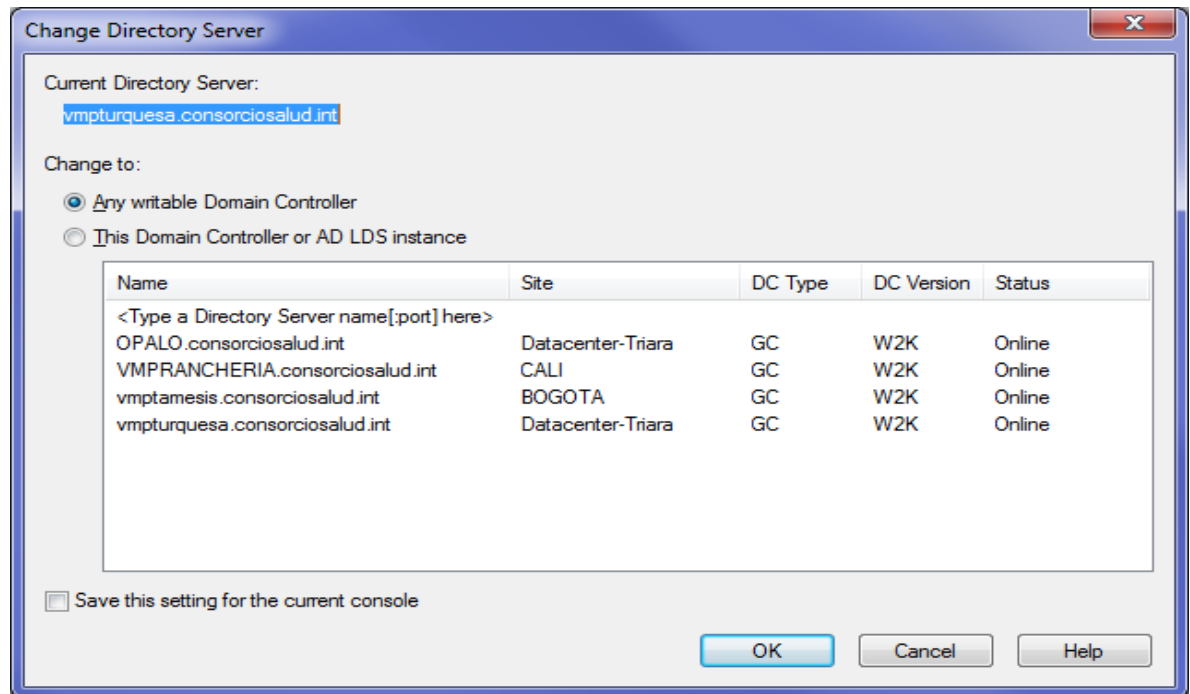 Change Directory Server
Current Directory Server:
vmpturquesa.consorciosalud.int
Change to:
Any writable Domain Controller
This Domain Controller or AD LDS instance
Name Site DC Type DC Version Status
<Type a Directory Server name[:port] here>
OPALO.consorciosalud.int Datacenter-Triara GC W2K Online
VMPRANCHERIA.consorciosalud.int CALI GC W2K Online
vmptamesis.consorciosalud.int BOGOTA GC W2K Online
vmpturquesa.consorciosalud.int Datacenter-Triara GC W2K Online
Save this setting for the current console
OK Cancel Help